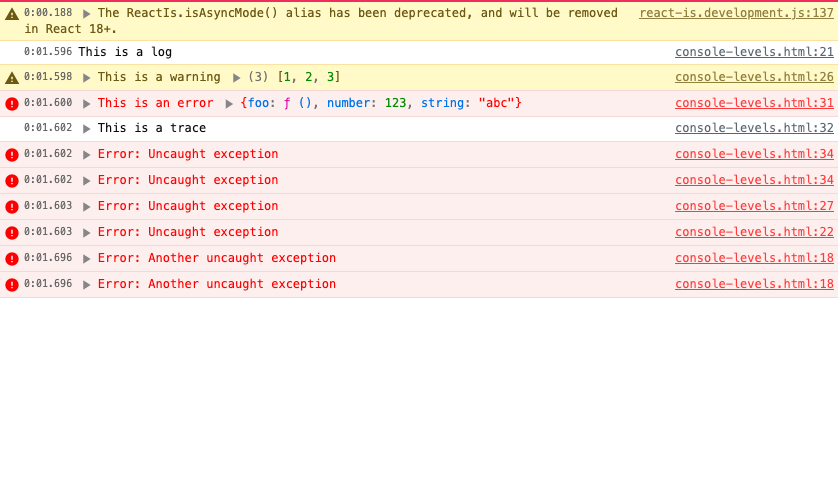 0:00.188 ▶ The ReactIs.isAsyncMode() alias has been deprecated, and will be removed react-is.development.js:137
in React 18+.
0:01.596 This is a log console-levels.html:21
0:01.598 ▶ This is a warning ▶ (3) [1, 2, 3] console-levels.html:26
0:01.600 ▶ This is an error ▶ {foo: ƒ (), number: 123, string: "abc"} console-levels.html:31
0:01.602 ▶ This is a trace console-levels.html:32
0:01.602 ▶ Error: Uncaught exception console-levels.html:34
0:01.602 ▶ Error: Uncaught exception console-levels.html:34
0:01.603 ▶ Error: Uncaught exception console-levels.html:27
0:01.603 ▶ Error: Uncaught exception console-levels.html:22
0:01.696 ▶ Error: Another uncaught exception console-levels.html:18
0:01.696 ▶ Error: Another uncaught exception console-levels.html:18